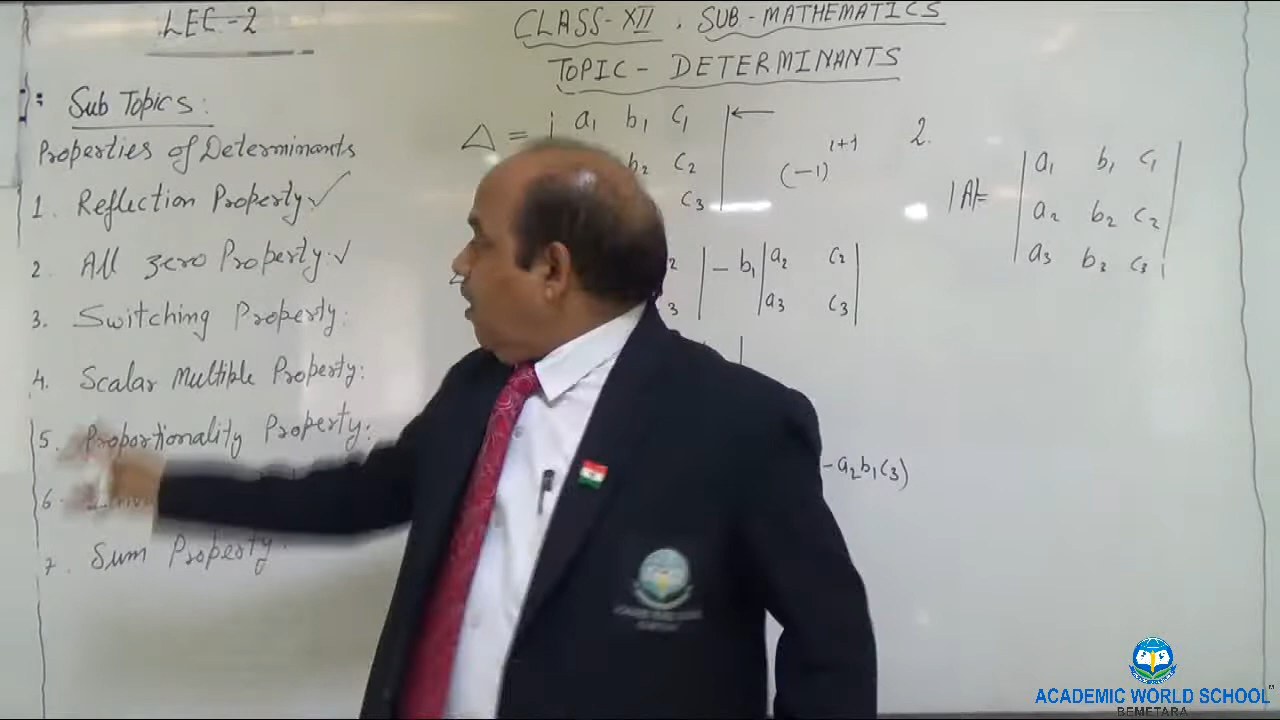 LEC-2
CLASS-XII. SUB-MATHEMATICS
TOPIC-DETERMINANTS
Sub Topics:
Properties of Determinants
1. Reflection Property ✓
2. All zero Property: ✓
3. Switching Property:
4. Scalar Multiple Property:
5. Proportionality Property:
6.
7. Sum Property:
Δ = | a₁ b₁ c₁ | ←
b₂ c₂
c₃
(-1)¹⁺¹
₂ | - b₁ | a₂ c₂ |
₃ | a₃ c₃ |
- a₂b₁c₃)
2.
|A|= | a₁ b₁ c₁ |
| a₂ b₂ c₂ |
| a₃ b₃ c₃ |
ACADEMIC WORLD SCHOOL
BEMETARA